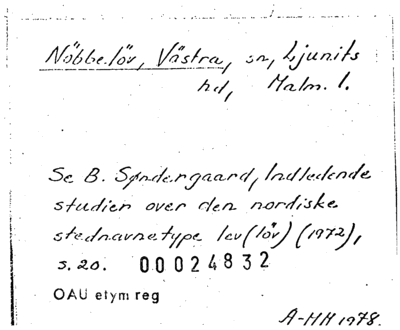 Nöbbelöv, Västra, sn, Ljunits
hd, Malm. l.
Se B. Søndergaard, Indledende
studier over den nordiske
stednavnetype lev (löv) (1972),
s. 20. 00024832
OAU etym reg
A-HH 1978.